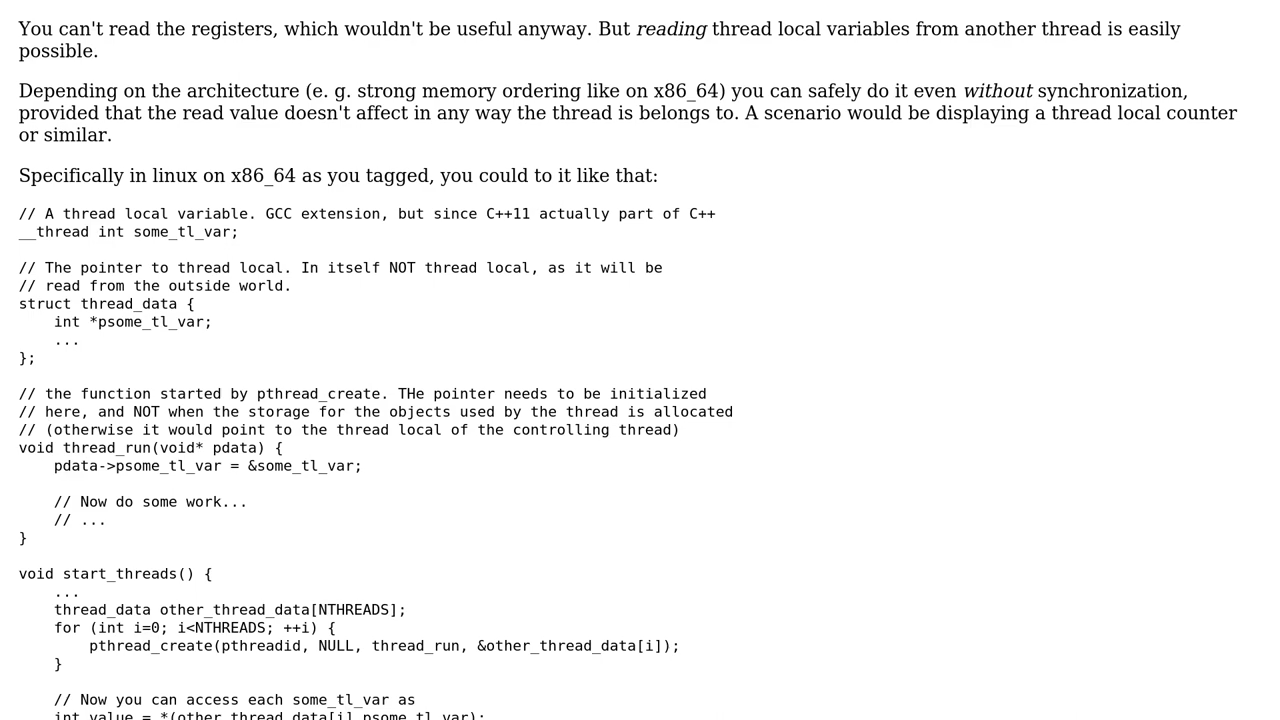 You can't read the registers, which wouldn't be useful anyway. But reading thread local variables from another thread is easily
possible.
Depending on the architecture (e. g. strong memory ordering like on x86_64) you can safely do it even without synchronization,
provided that the read value doesn't affect in any way the thread is belongs to. A scenario would be displaying a thread local counter
or similar.
Specifically in linux on x86_64 as you tagged, you could to it like that:
// A thread local variable. GCC extension, but since C++11 actually part of C++
__thread int some_tl_var;
// The pointer to thread local. In itself NOT thread local, as it will be
// read from the outside world.
struct thread_data {
    int *psome_tl_var;
    ...
};
// the function started by pthread_create. THe pointer needs to be initialized
// here, and NOT when the storage for the objects used by the thread is allocated
// (otherwise it would point to the thread local of the controlling thread)
void thread_run(void* pdata) {
    pdata->psome_tl_var = &some_tl_var;
    // Now do some work...
    // ...
}
void start_threads() {
    ...
    thread_data other_thread_data[NTHREADS];
    for (int i=0; i<NTHREADS; ++i) {
        pthread_create(pthreadid, NULL, thread_run, &other_thread_data[i]);
    }
    // Now you can access each some_tl_var as
    int value = *(other_thread_data[i].psome_tl_var);